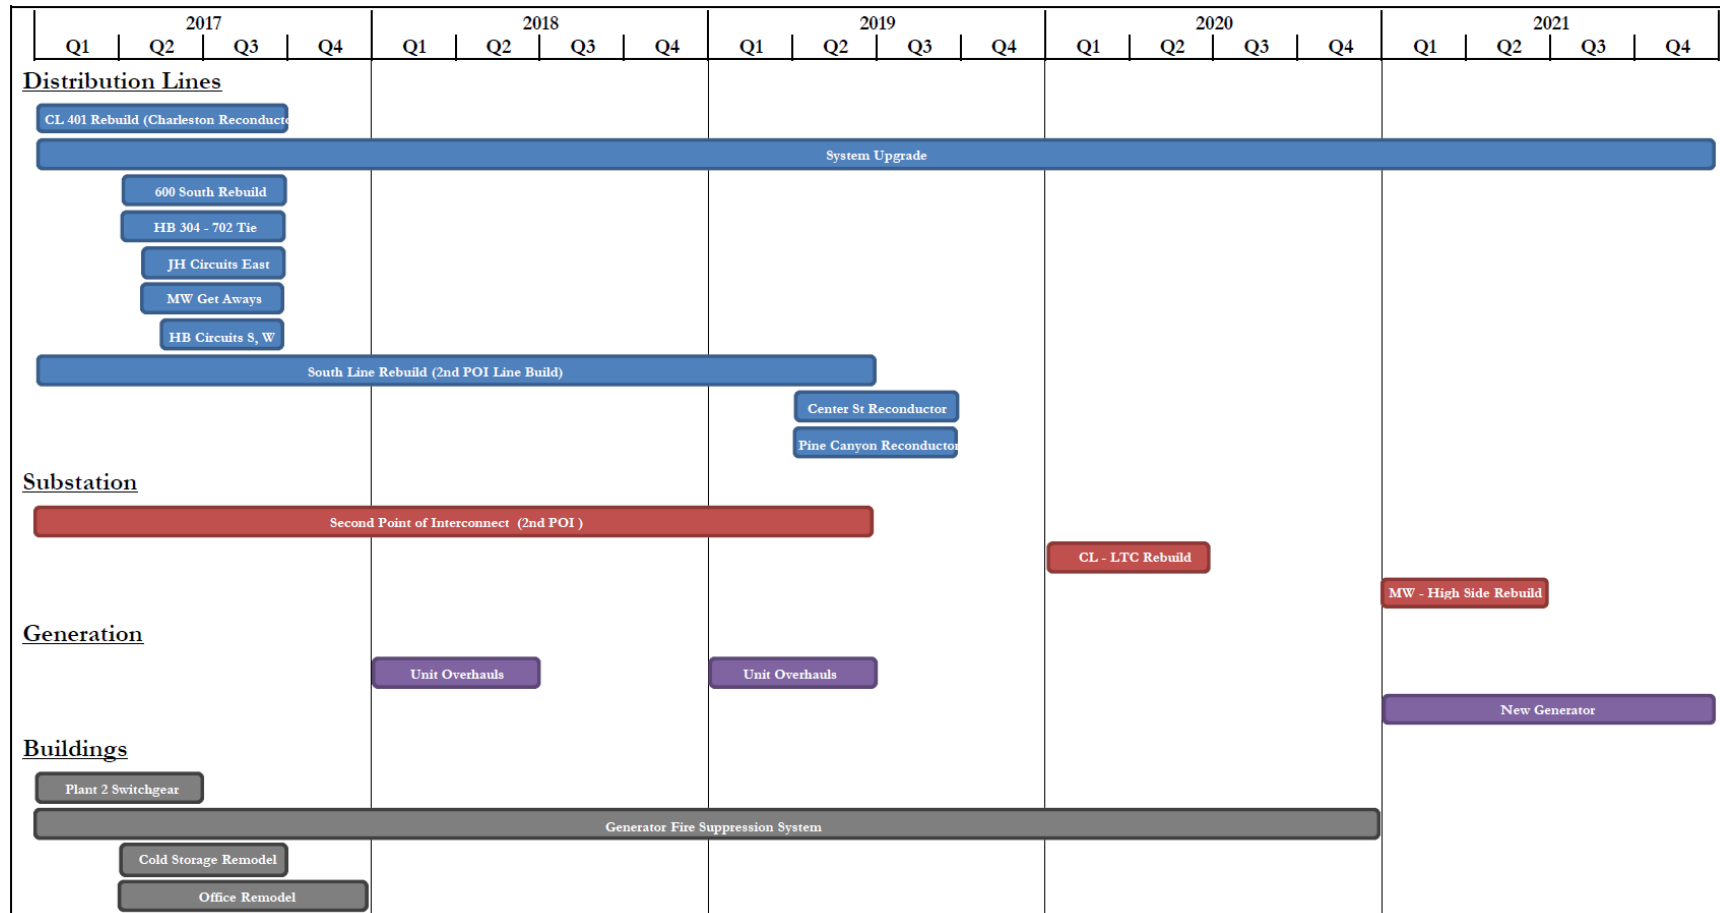 2017 2018 2019 2020 2021
Q1 Q2 Q3 Q4 Q1 Q2 Q3 Q4 Q1 Q2 Q3 Q4 Q1 Q2 Q3 Q4 Q1 Q2 Q3 Q4
Distribution Lines
CL 401 Rebuild (Charleston Reconducto
System Upgrade
600 South Rebuild
HB 304 - 702 Tie
JH Circuits East
MW Get Aways
HB Circuits S, W
South Line Rebuild (2nd POI Line Build)
Center St Reconductor
Pine Canyon Reconductor
Substation
Second Point of Interconnect (2nd POI )
CL - LTC Rebuild
MW - High Side Rebuild
Generation
Unit Overhauls Unit Overhauls
New Generator
Buildings
Plant 2 Switchgear
Generator Fire Suppression System
Cold Storage Remodel
Office Remodel